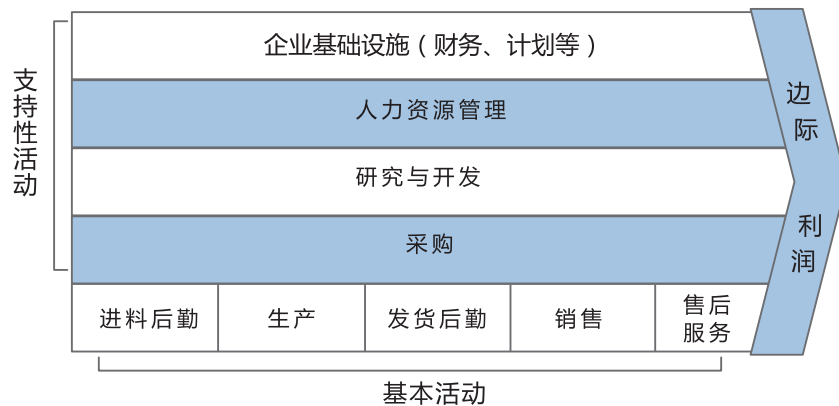 支持性活动
企业基础设施（财务、计划等）
人力资源管理
研究与开发
采购
进料后勤
生产
发货后勤
销售
售后
服务
基本活动
边际
利润